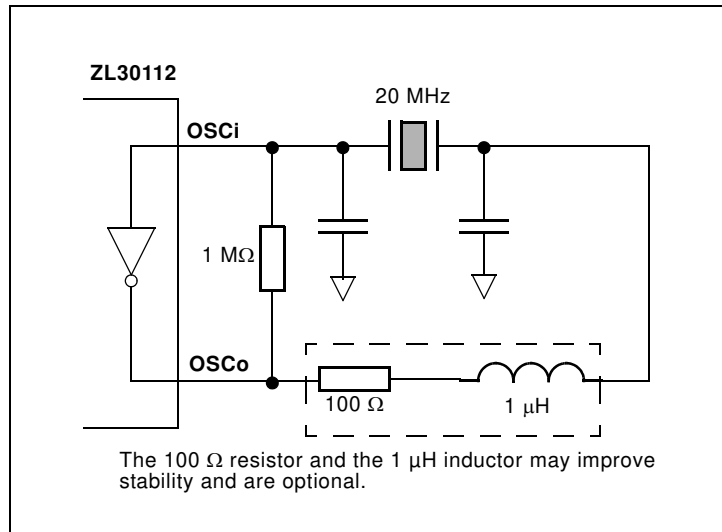 ZL30112
20 MHz
OSCi
1 MΩ
OSCo
100 Ω
1 µH
The 100 Ω resistor and the 1 µH inductor may improve
stability and are optional.